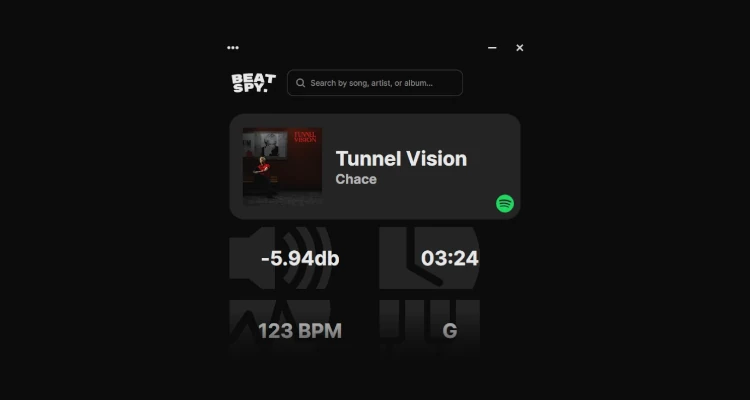 BEAT
SPY.
Search by song, artist, or album...
TUNNEL
VISION
Tunnel Vision
Chace
-5.94db
03:24
123 BPM
G